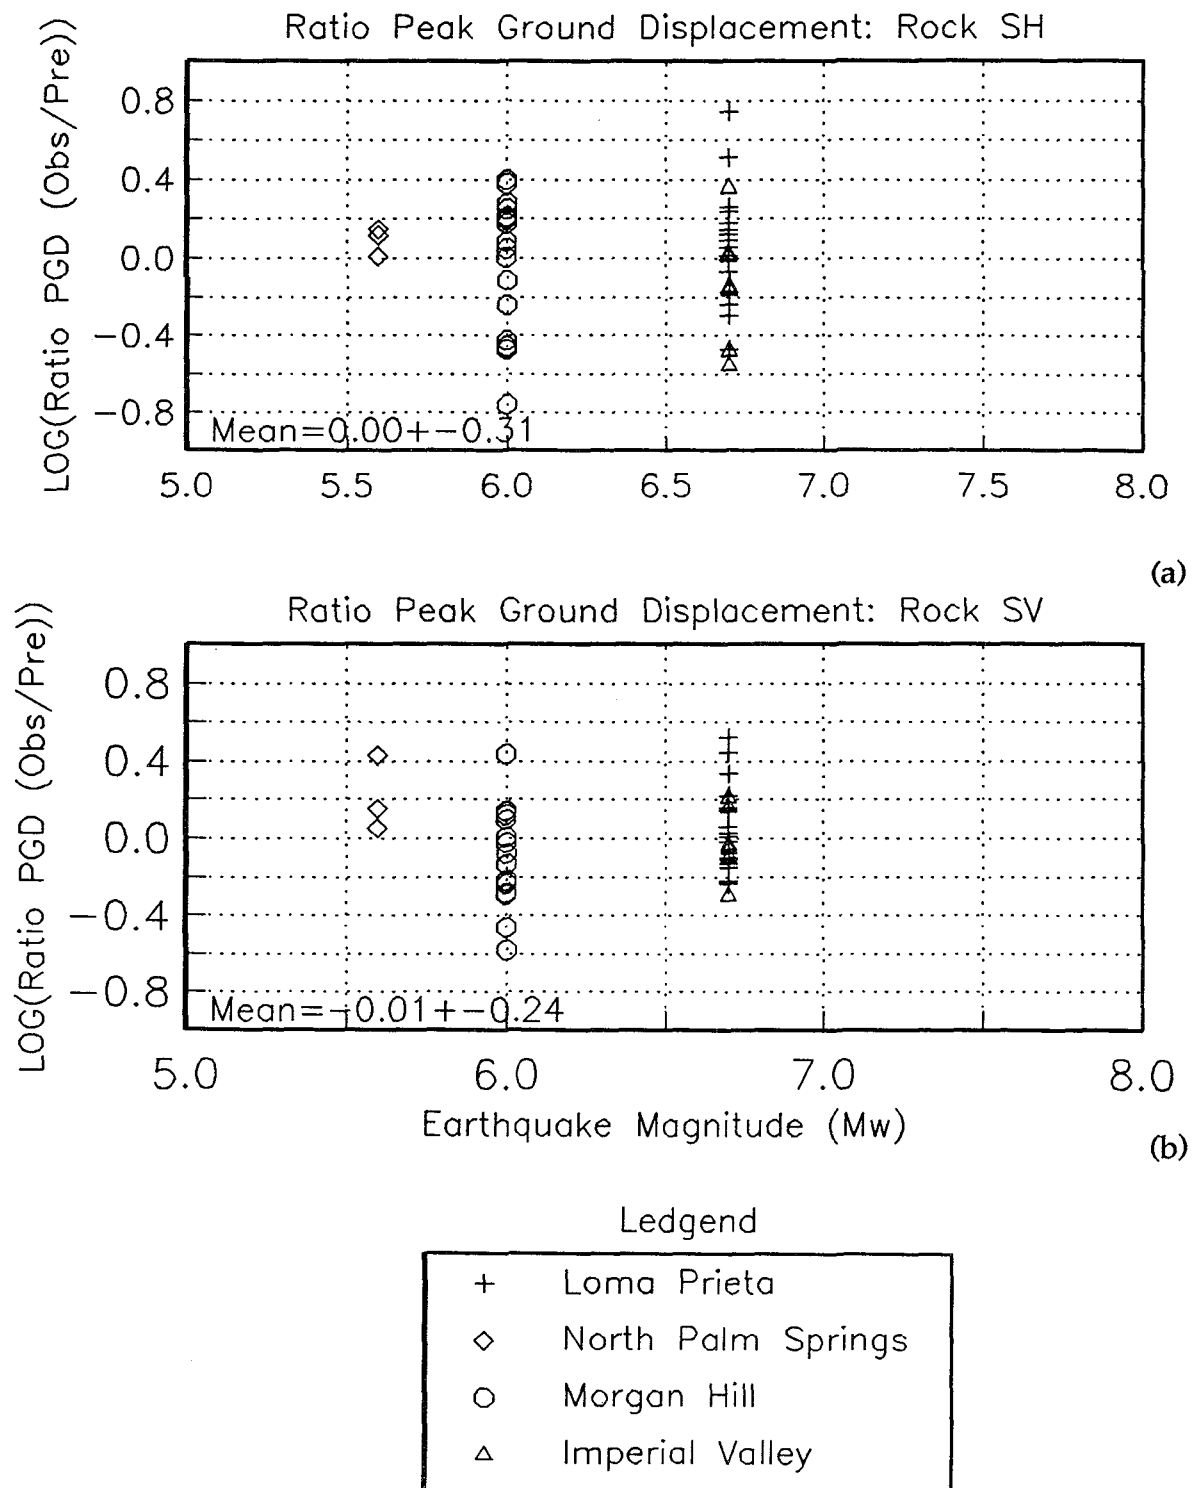 Ratio Peak Ground Displacement: Rock SH
LOG(Ratio PGD (Obs/Pre))
0.8
0.4
0.0
−0.4
−0.8
Mean=0.00+−0.31
5.0 5.5 6.0 6.5 7.0 7.5 8.0
(a)
Ratio Peak Ground Displacement: Rock SV
LOG(Ratio PGD (Obs/Pre))
0.8
0.4
0.0
−0.4
−0.8
Mean=−0.01+−0.24
5.0 6.0 7.0 8.0
Earthquake Magnitude (Mw)
(b)
Ledgend
Loma Prieta
North Palm Springs
Morgan Hill
Imperial Valley